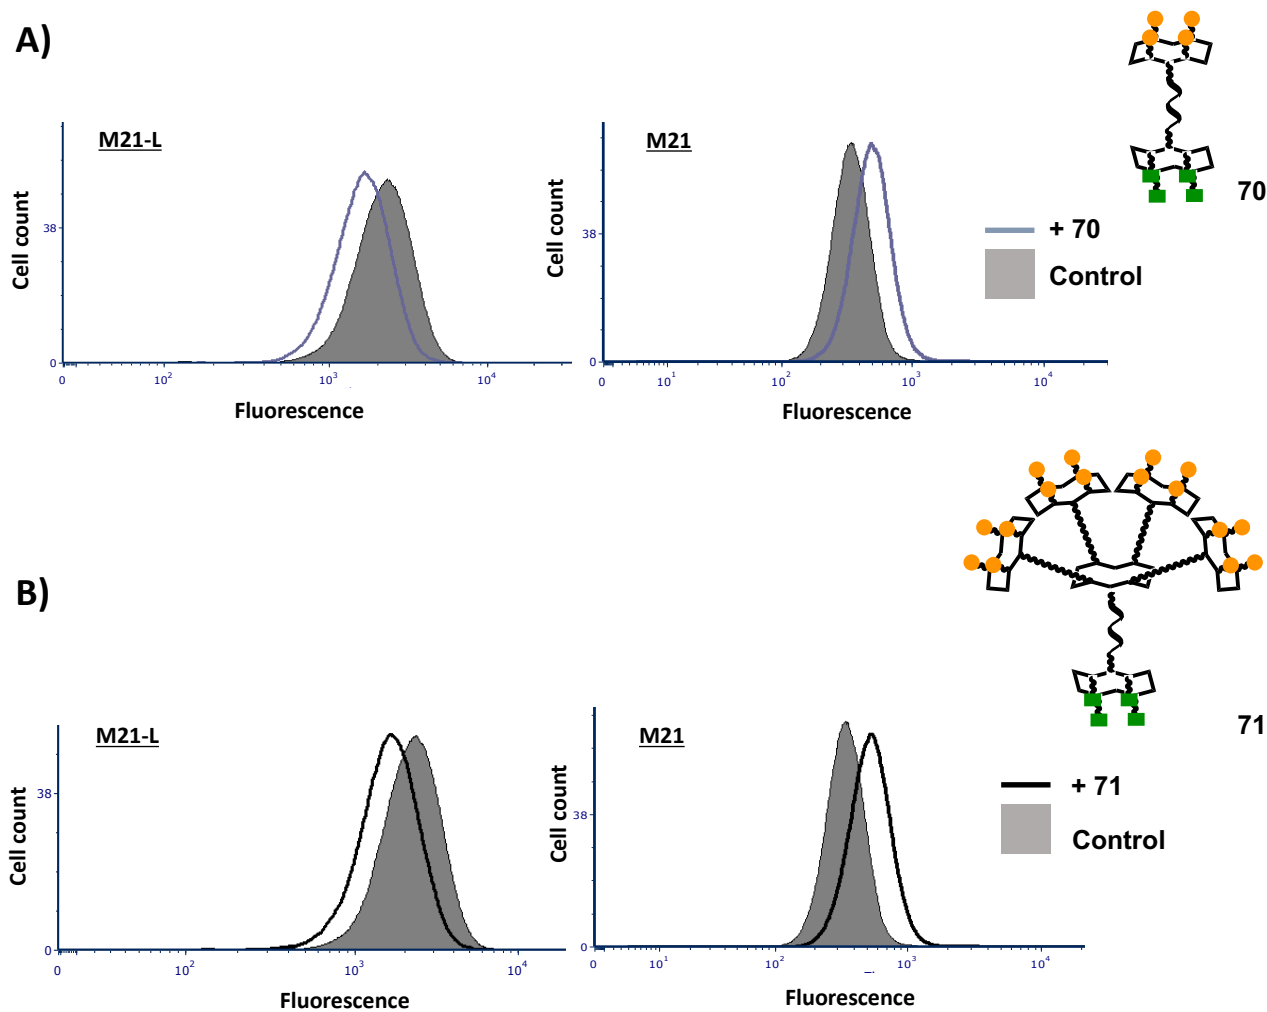 A)
M21-L
Cell count
38
0
0 10² 10³ 10⁴
Fluorescence
M21
Cell count
38
0
0 10¹ 10² 10³ 10⁴
Fluorescence
70
+ 70
Control
B)
M21-L
Cell count
38
0
0 10² 10³ 10⁴
Fluorescence
M21
Cell count
38
0
0 10¹ 10² 10³ 10⁴
Fluorescence
71
+ 71
Control